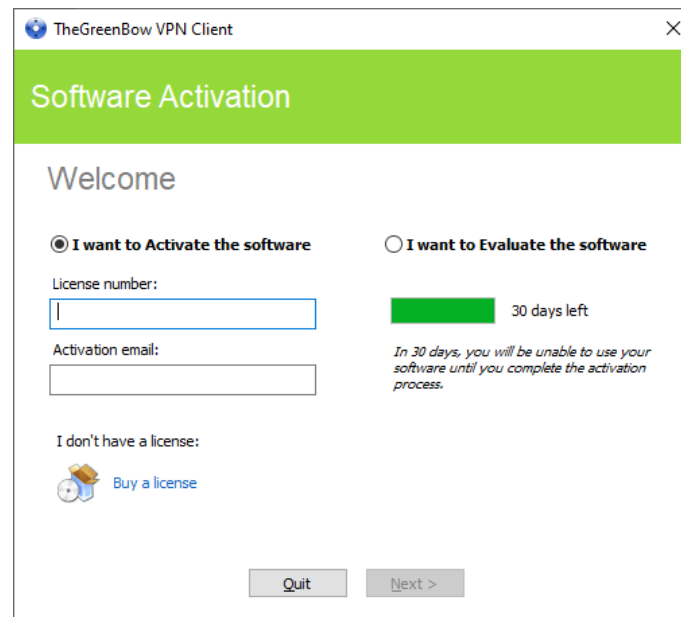 TheGreenBow VPN Client
Software Activation
Welcome
I want to Activate the software
License number:
Activation email:
I don't have a license:
Buy a license
I want to Evaluate the software
30 days left
In 30 days, you will be unable to use your
software until you complete the activation
process.
Quit
Next >